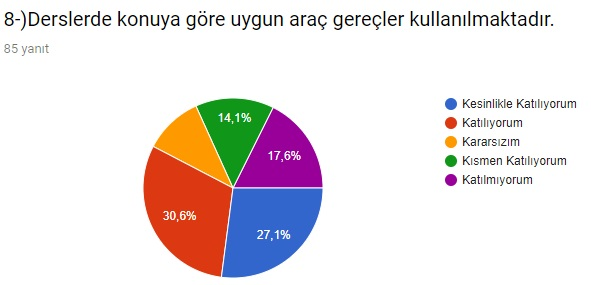 8-)Derslerde konuya göre uygun araç gereçler kullanılmaktadır.
85 yanıt
Kesinlikle Katılıyorum
Katılıyorum
Kararsızım
Kısmen Katılıyorum
Katılmıyorum
14,1%
17,6%
30,6%
27,1%